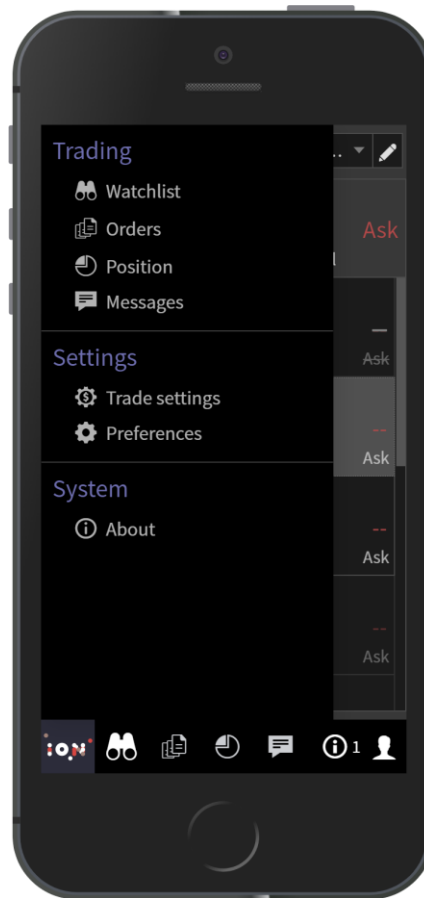 Trading
Watchlist
Orders
Position
Messages
Settings
Trade settings
Preferences
System
About
..
Ask
Ask
--
Ask
--
Ask
--
Ask
ion
1